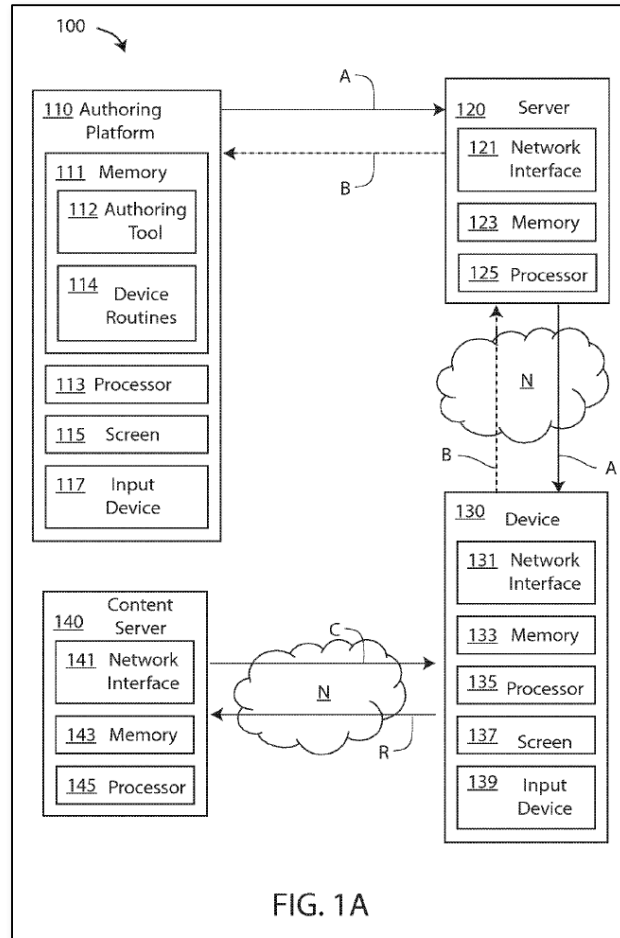 100
A
110 Authoring
Platform
111 Memory
112 Authoring
Tool
114
Device
Routines
113 Processor
115 Screen
117 Input
Device
B
120 Server
121 Network
Interface
123 Memory
125 Processor
N
B
A
130 Device
131 Network
Interface
133 Memory
135 Processor
137 Screen
139 Input
Device
Content
140 Server
141 Network
Interface
143 Memory
145 Processor
C
N
R
FIG. 1A